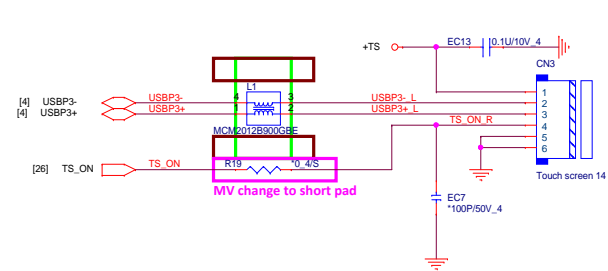 +TS
EC13
[0.1U/10V_4
CN3
L1
[4] USBP3-
USBP3-
4
3
USBP3-_L
[4] USBP3+
USBP3+
1
2
USBP3+_L
TS_ON_R
MCM2012B900GBE
1
2
3
4
5
6
[26] TS_ON
TS_ON
R19
*0_4/S
MV change to short pad
Touch screen 14
EC7
*100P/50V_4